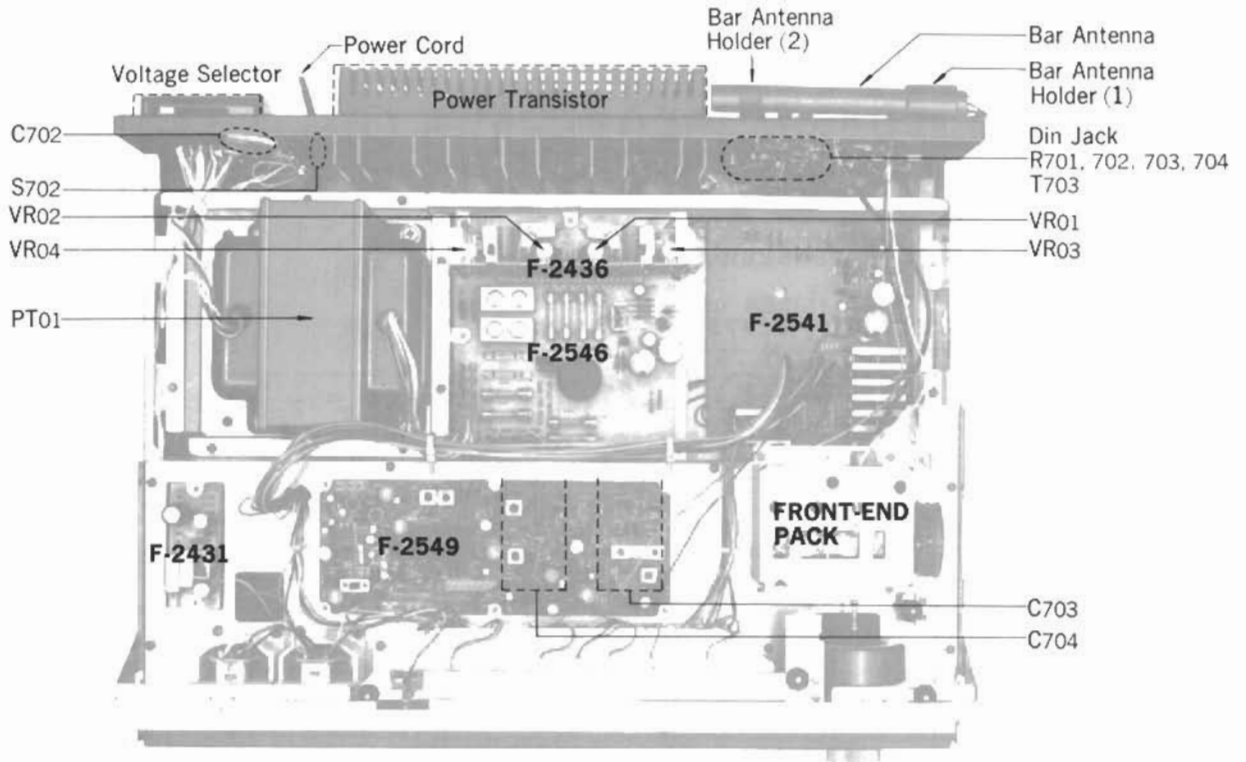 Bar Antenna
Holder (2)
Power Cord
Bar Antenna
Voltage Selector
Bar Antenna
Holder (1)
Power Transistor
C702
Din Jack
R701, 702. 703, 704
T703
S702
VR02
VR01
VR04
VR03
F-2436
PT01
F-2541
F-2546
FRONT-END
PACK
F-2431
F-2549
C703
C704